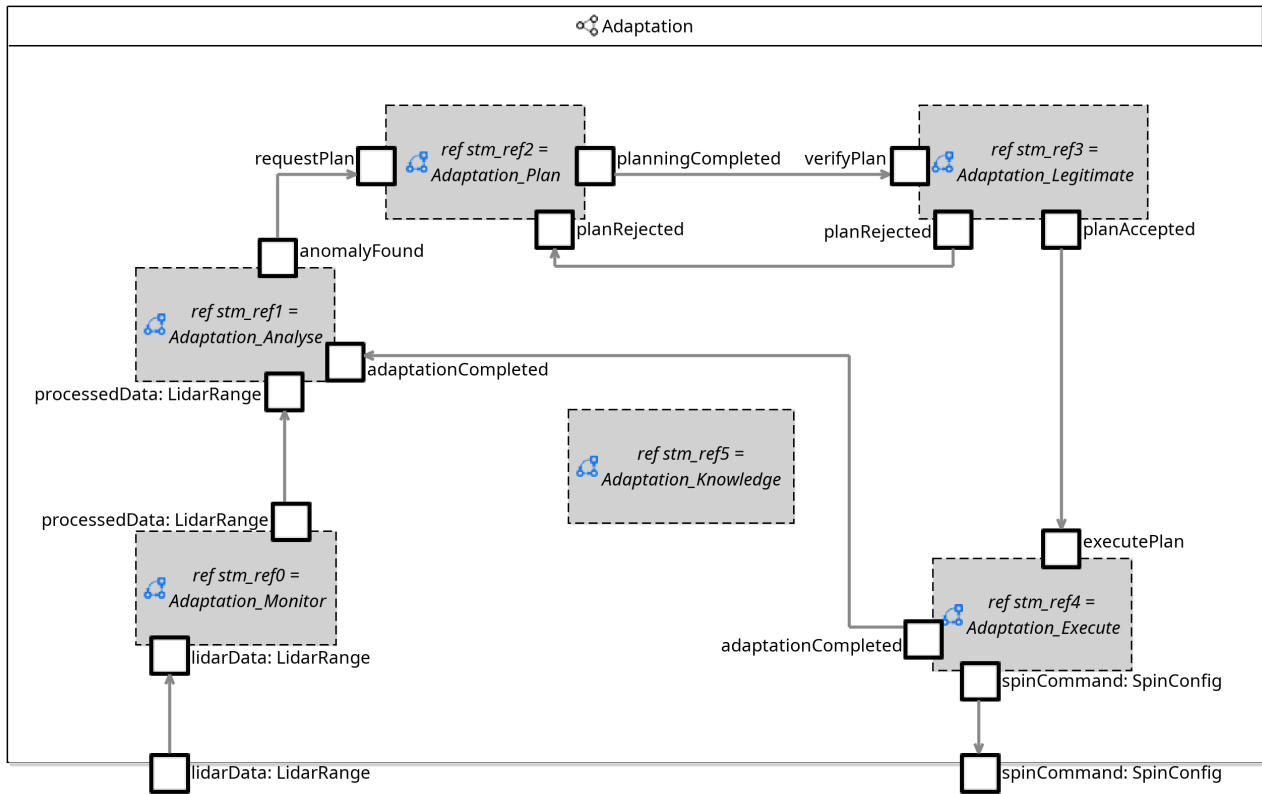 Adaptation
ref stm_ref2 =
Adaptation_Plan
ref stm_ref3 =
Adaptation_Legitimate
requestPlan
planningCompleted
verifyPlan
planRejected
planRejected
planAccepted
anomalyFound
ref stm_ref1 =
Adaptation_Analyse
adaptationCompleted
processedData: LidarRange
ref stm_ref5 =
Adaptation_Knowledge
processedData: LidarRange
executePlan
ref stm_ref0 =
Adaptation_Monitor
ref stm_ref4 =
Adaptation_Execute
adaptationCompleted
lidarData: LidarRange
spinCommand: SpinConfig
lidarData: LidarRange
spinCommand: SpinConfig